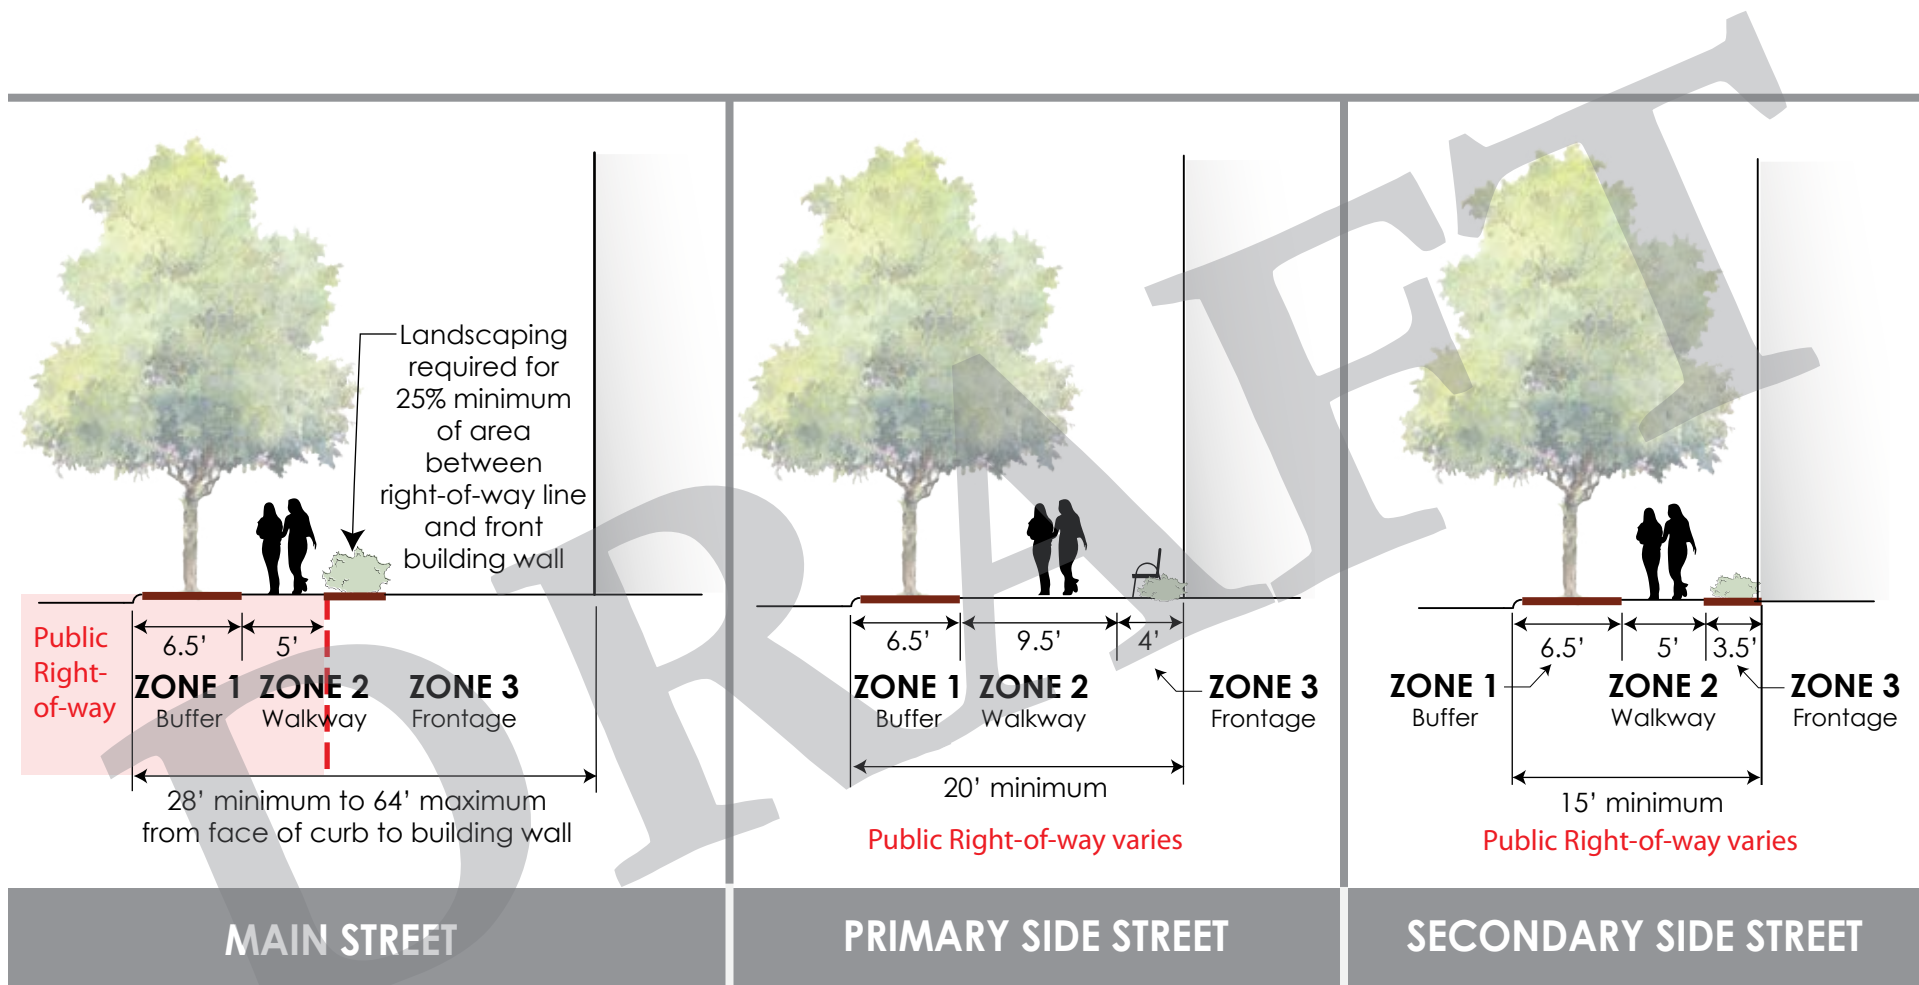 Landscaping
required for
25% minimum
of area
between
right-of-way line
and front
building wall
Public
Right-
of-way
6.5’ 5’
ZONE 1 ZONE 2 ZONE 3
Buffer Walkway Frontage
28’ minimum to 64’ maximum
from face of curb to building wall
MAIN STREET
6.5’ 9.5’ 4’
ZONE 1 ZONE 2 ZONE 3
Buffer Walkway Frontage
20’ minimum
Public Right-of-way varies
PRIMARY SIDE STREET
6.5’ 5’ 3.5’
ZONE 1 ZONE 2 ZONE 3
Buffer Walkway Frontage
15’ minimum
Public Right-of-way varies
SECONDARY SIDE STREET
DRAFT